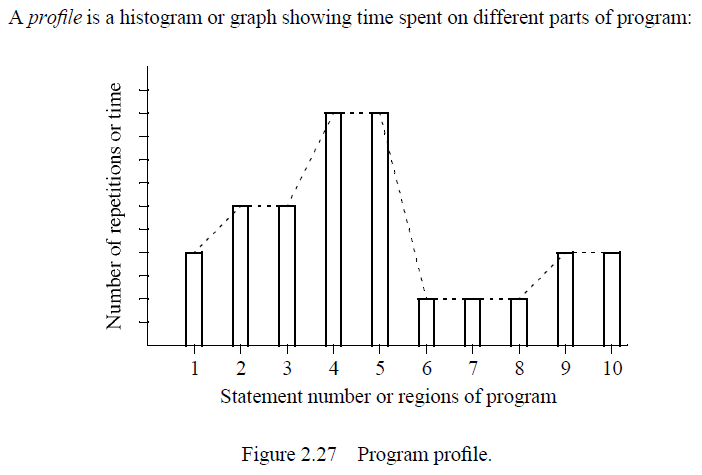 A profile is a histogram or graph showing time spent on different parts of program:
Number of repetitions or time
1 2 3 4 5 6 7 8 9 10
Statement number or regions of program
Figure 2.27 Program profile.